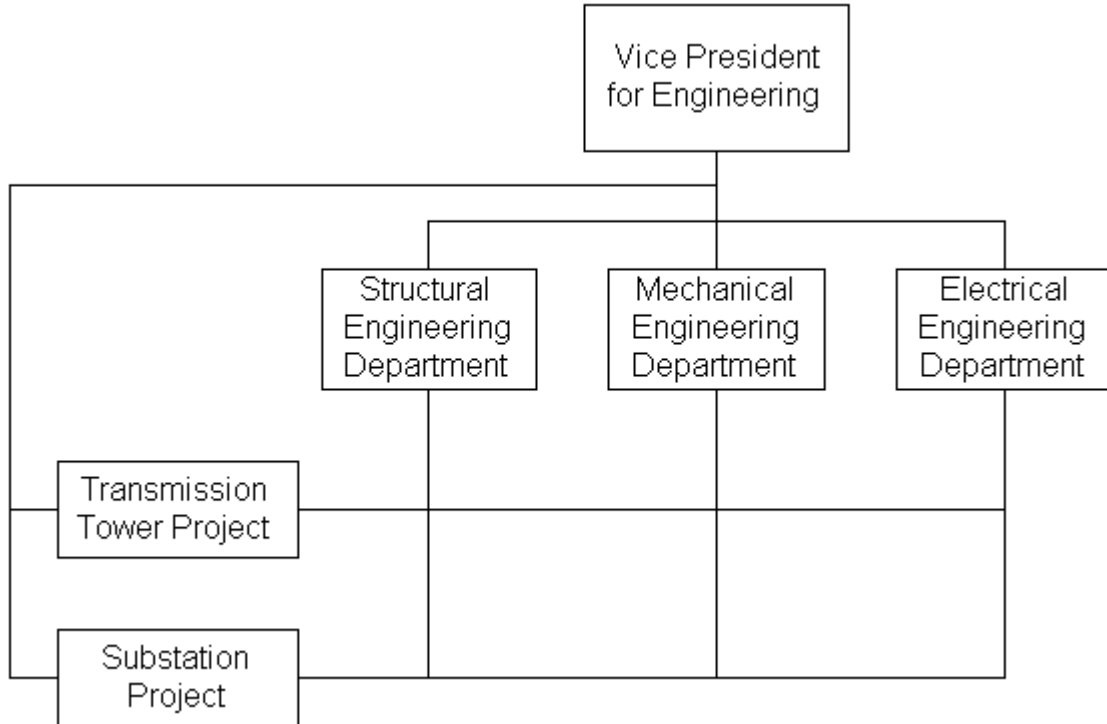 Vice President
for Engineering
Structural
Engineering
Department
Mechanical
Engineering
Department
Electrical
Engineering
Department
Transmission
Tower Project
Substation
Project